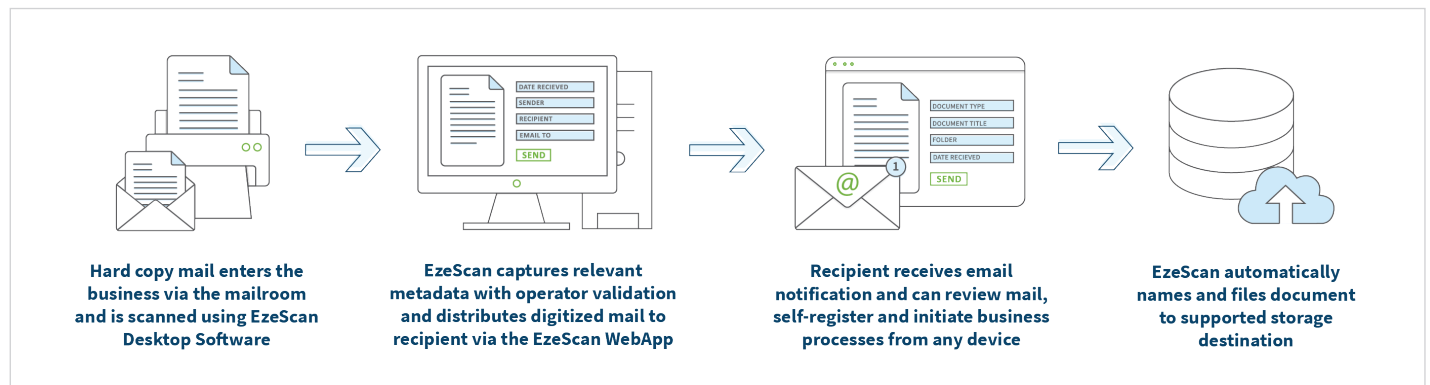 DATE RECIEVED
SENDER
RECIPIENT
EMAIL TO
SEND
DOCUMENT TYPE
DOCUMENT TITLE
FOLDER
DATE RECIEVED
SEND
@
1
Hard copy mail enters the
business via the mailroom
and is scanned using EzeScan
Desktop Software
EzeScan captures relevant
metadata with operator validation
and distributes digitized mail to
recipient via the EzeScan WebApp
Recipient receives email
notification and can review mail,
self-register and initiate business
processes from any device
EzeScan automatically
names and files document
to supported storage
destination